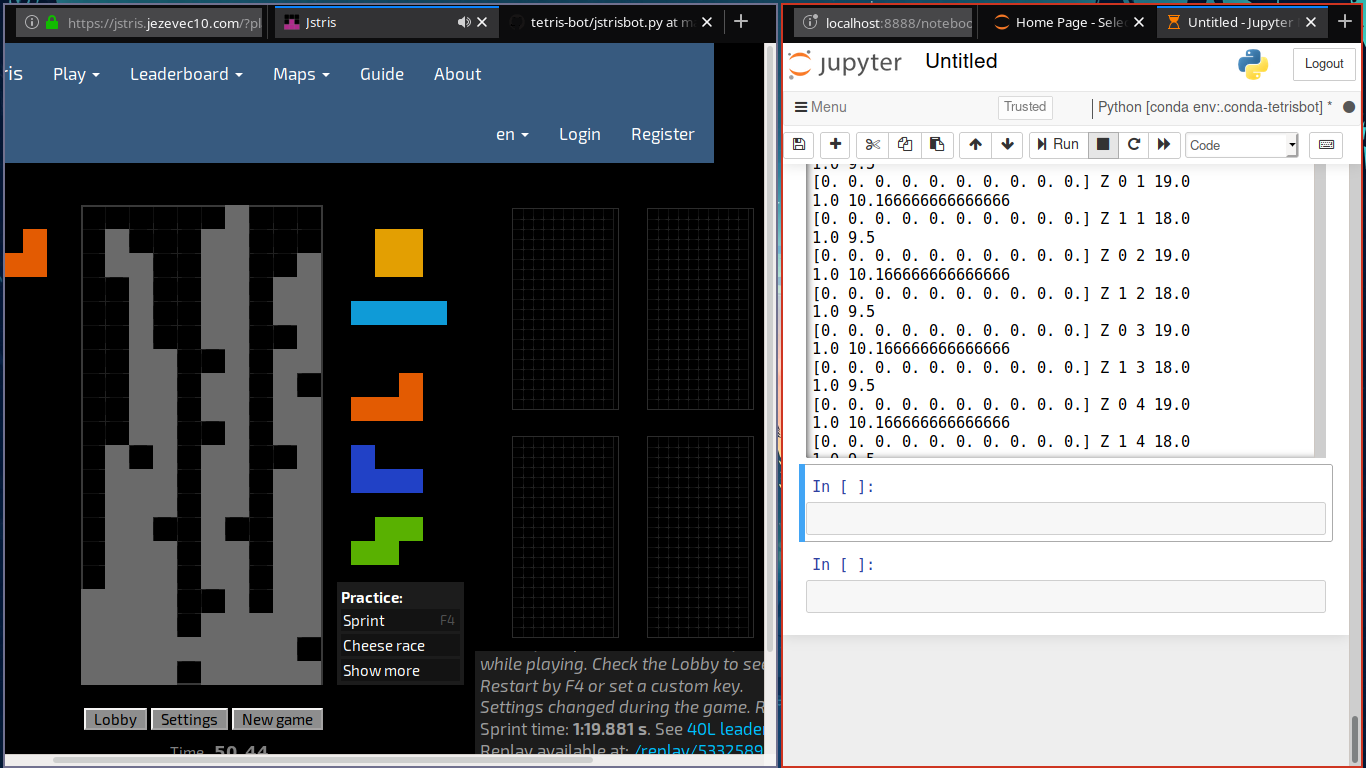 https://jstris.jezevec10.com/?pl
Jstris
tetris-bot/jstrisbot.py at ma
ris
Play
Leaderboard
Maps
Guide
About
en
Login
Register
Practice:
Sprint F4
Cheese race
Show more
while playing. Check the Lobby to see
Restart by F4 or set a custom key.
Settings changed during the game. R
Sprint time: 1:19.881 s. See 40L leade
Replay available at: /replay/5332589
Lobby
Settings
New game
Time 50.44
localhost:8888/noteboo
Home Page - Selec
Untitled - Jupyter
jupyter
Untitled
Logout
Menu
Trusted
Python [conda env:.conda-tetrisbot] *
Run
Code
1.0 9.5
[0. 0. 0. 0. 0. 0. 0. 0. 0. 0.] Z 0 1 19.0
1.0 10.166666666666666
[0. 0. 0. 0. 0. 0. 0. 0. 0. 0.] Z 1 1 18.0
1.0 9.5
[0. 0. 0. 0. 0. 0. 0. 0. 0. 0.] Z 0 2 19.0
1.0 10.166666666666666
[0. 0. 0. 0. 0. 0. 0. 0. 0. 0.] Z 1 2 18.0
1.0 9.5
[0. 0. 0. 0. 0. 0. 0. 0. 0. 0.] Z 0 3 19.0
1.0 10.166666666666666
[0. 0. 0. 0. 0. 0. 0. 0. 0. 0.] Z 1 3 18.0
1.0 9.5
[0. 0. 0. 0. 0. 0. 0. 0. 0. 0.] Z 0 4 19.0
1.0 10.166666666666666
[0. 0. 0. 0. 0. 0. 0. 0. 0. 0.] Z 1 4 18.0
1.0 9.5
In [ ]:
In [ ]: